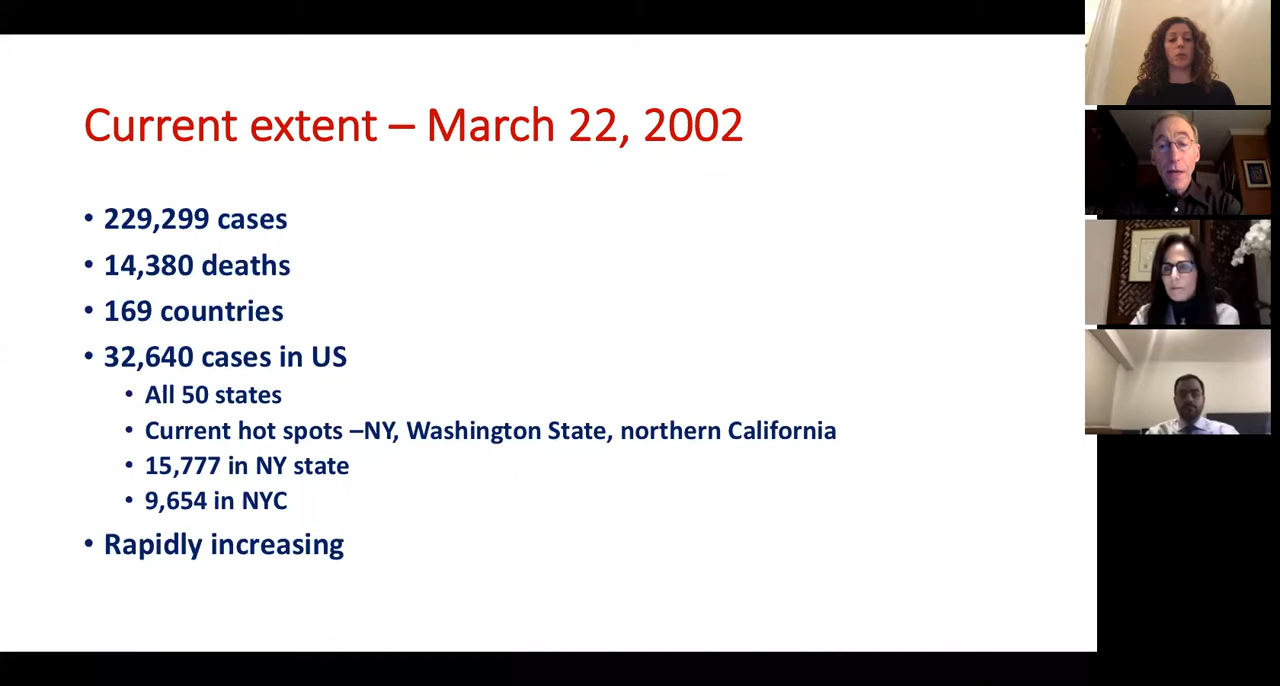 Current extent – March 22, 2002
• 229,299 cases
• 14,380 deaths
• 169 countries
• 32,640 cases in US
• All 50 states
• Current hot spots –NY, Washington State, northern California
• 15,777 in NY state
• 9,654 in NYC
• Rapidly increasing